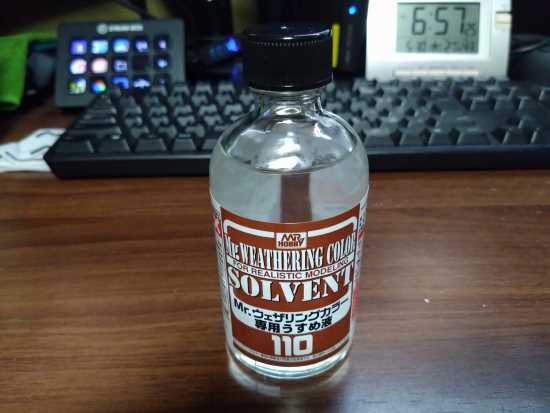 6:57
MR.
HOBBY
Mr. WEATHERING COLOR
FOR REALISTIC MODELING
SOLVENT
Mr.ウェザリングカラー
専用うすめ液
110